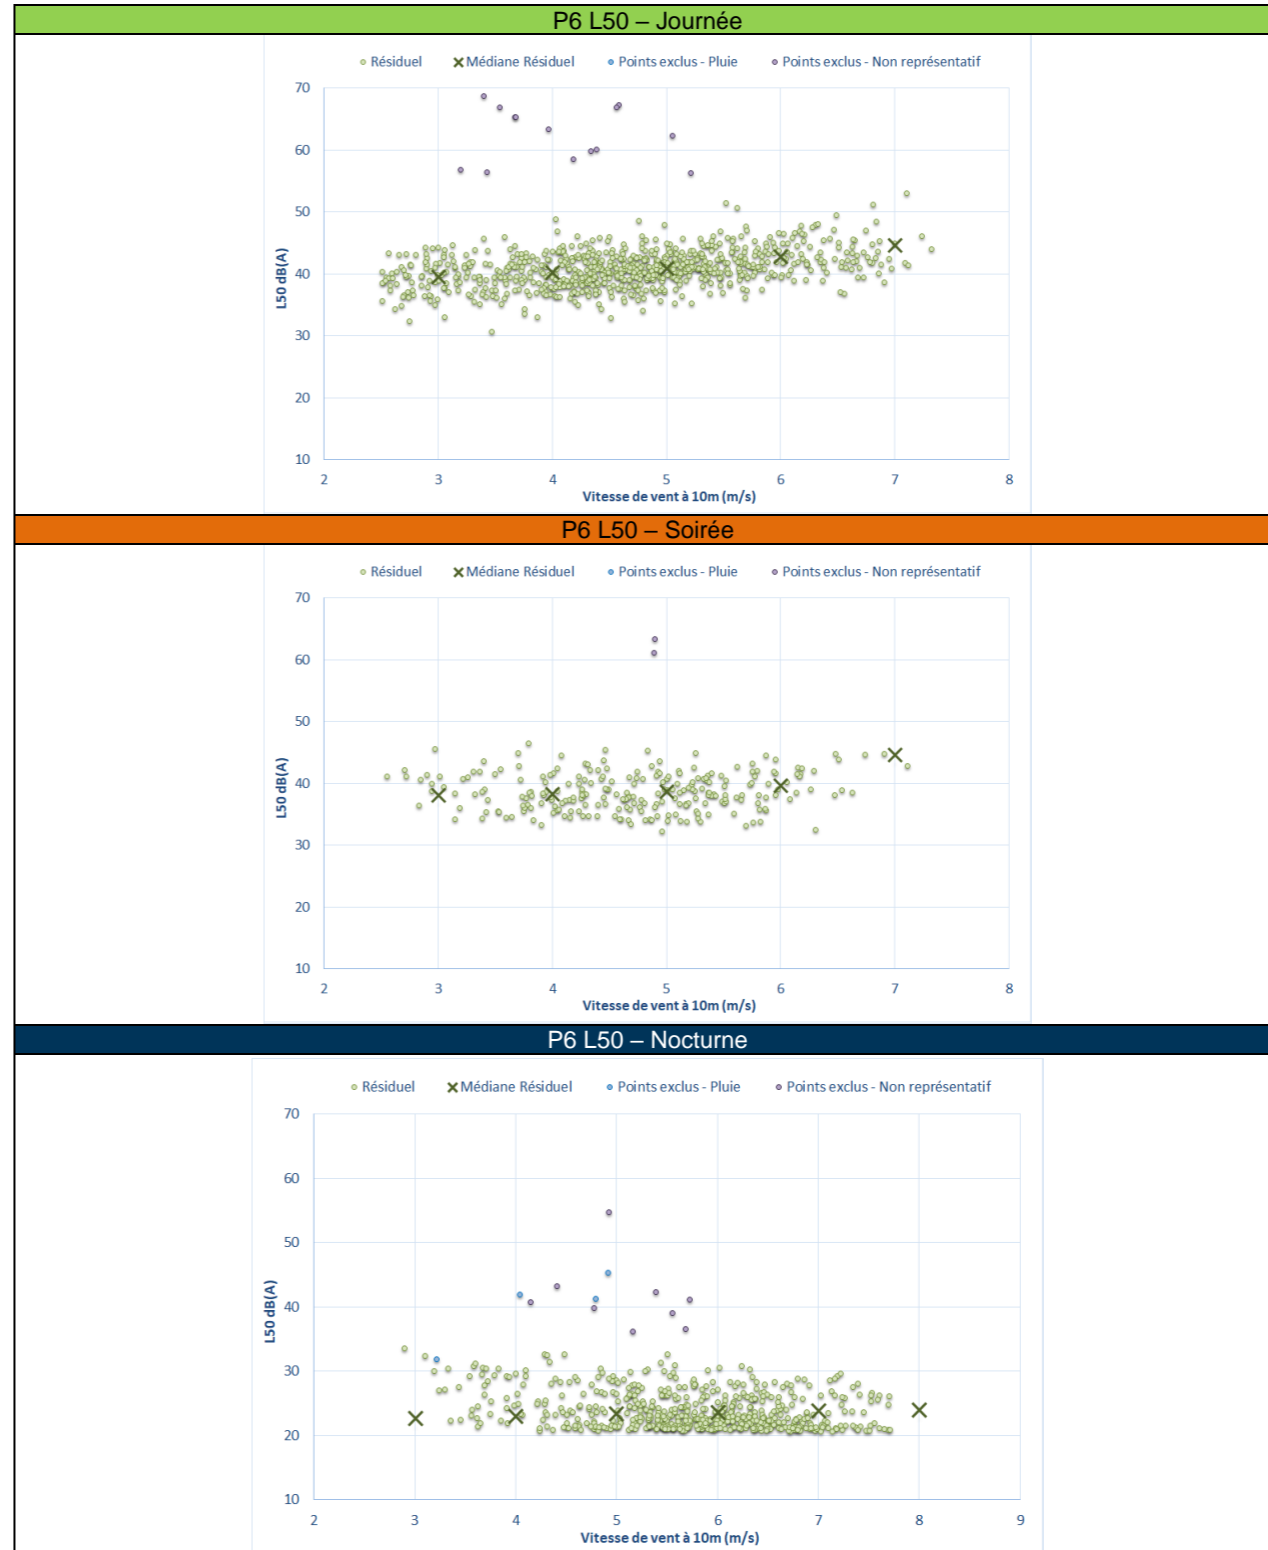 P6 L50 – Journée
Résiduel Médiane Résiduel Points exclus - Pluie Points exclus - Non représentatif
70
60
50
40
30
20
10
L50 dB(A)
2 3 4 5 6 7 8
Vitesse de vent à 10m (m/s)
P6 L50 – Soirée
Résiduel Médiane Résiduel Points exclus - Pluie Points exclus - Non représentatif
70
60
50
40
30
20
10
L50 dB(A)
2 3 4 5 6 7 8
Vitesse de vent à 10m (m/s)
P6 L50 – Nocturne
Résiduel Médiane Résiduel Points exclus - Pluie Points exclus - Non représentatif
70
60
50
40
30
20
10
L50 dB(A)
2 3 4 5 6 7 8 9
Vitesse de vent à 10m (m/s)